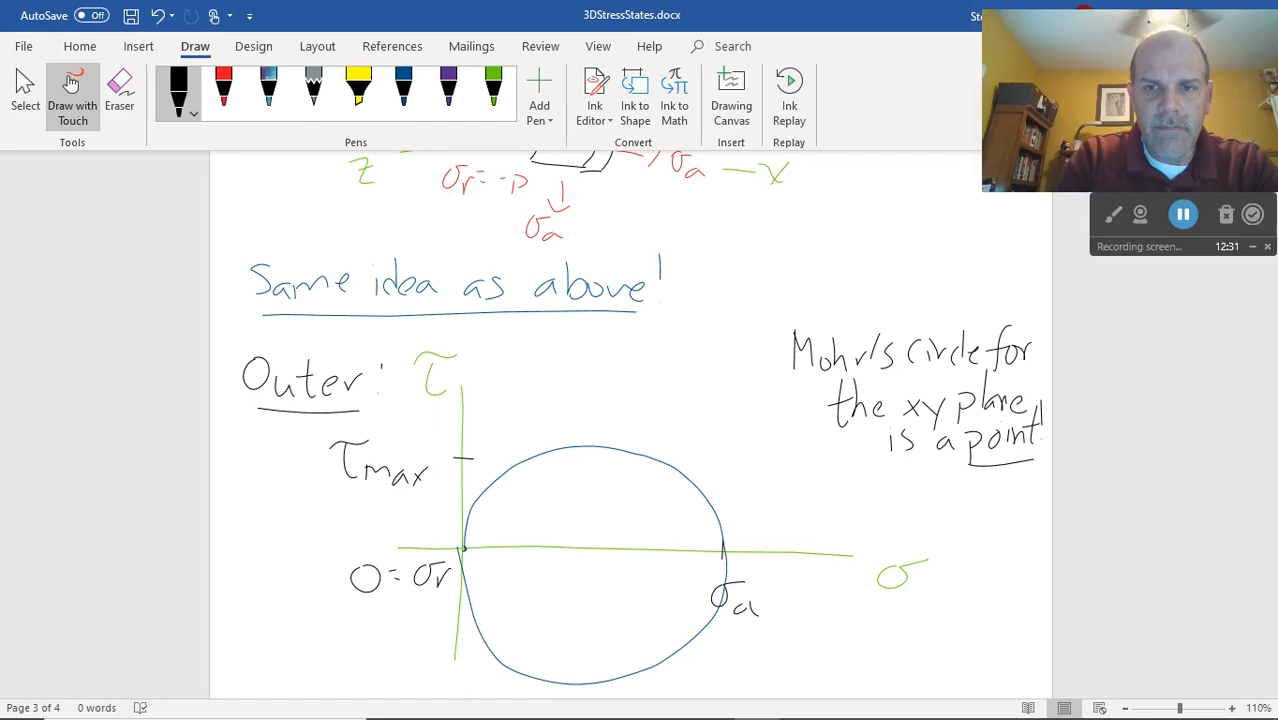 AutoSave Off
3DStressStates.docx
Ste
File Home Insert Draw Design Layout References Mailings Review View Help Search
Select
Draw with Touch
Eraser
Add Pen
Ink Editor
Ink to Shape
Ink to Math
Drawing Canvas
Ink Replay
Tools
Pens
Convert
Insert
Replay
Recording screen... 12:31
z
σr = -p
σa
x
σa
Same idea as above!
Outer:
τ
Mohr's circle for
the xy plane
is a point!
τmax
0 = σr
σa
σ
Page 3 of 4 0 words
110%